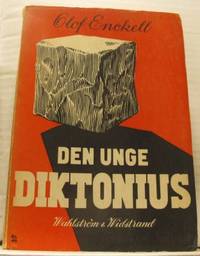 Olof Enckell
DEN UNGE
DIKTONIUS
Wahlström & Widstrand